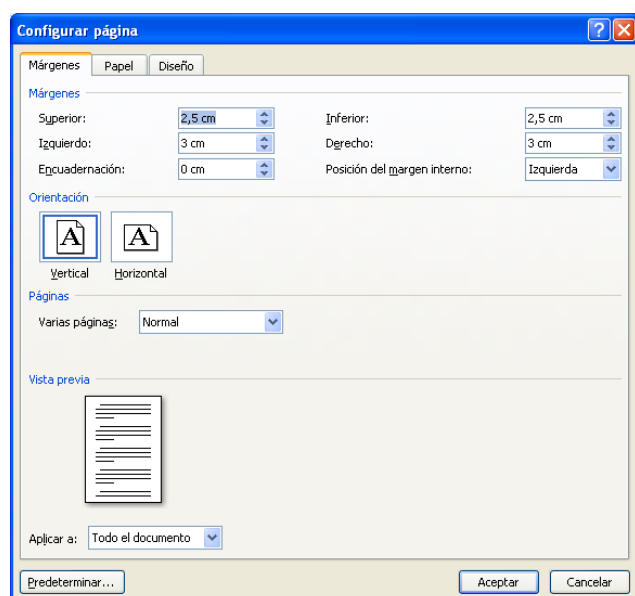 Configurar página
Márgenes Papel Diseño
Márgenes
Superior: 2,5 cm Inferior: 2,5 cm
Izquierdo: 3 cm Derecho: 3 cm
Encuadernación: 0 cm Posición del margen interno: Izquierda
Orientación
A A
Vertical Horizontal
Páginas
Varias páginas: Normal
Vista previa
Aplicar a: Todo el documento
Predeterminar... Aceptar Cancelar